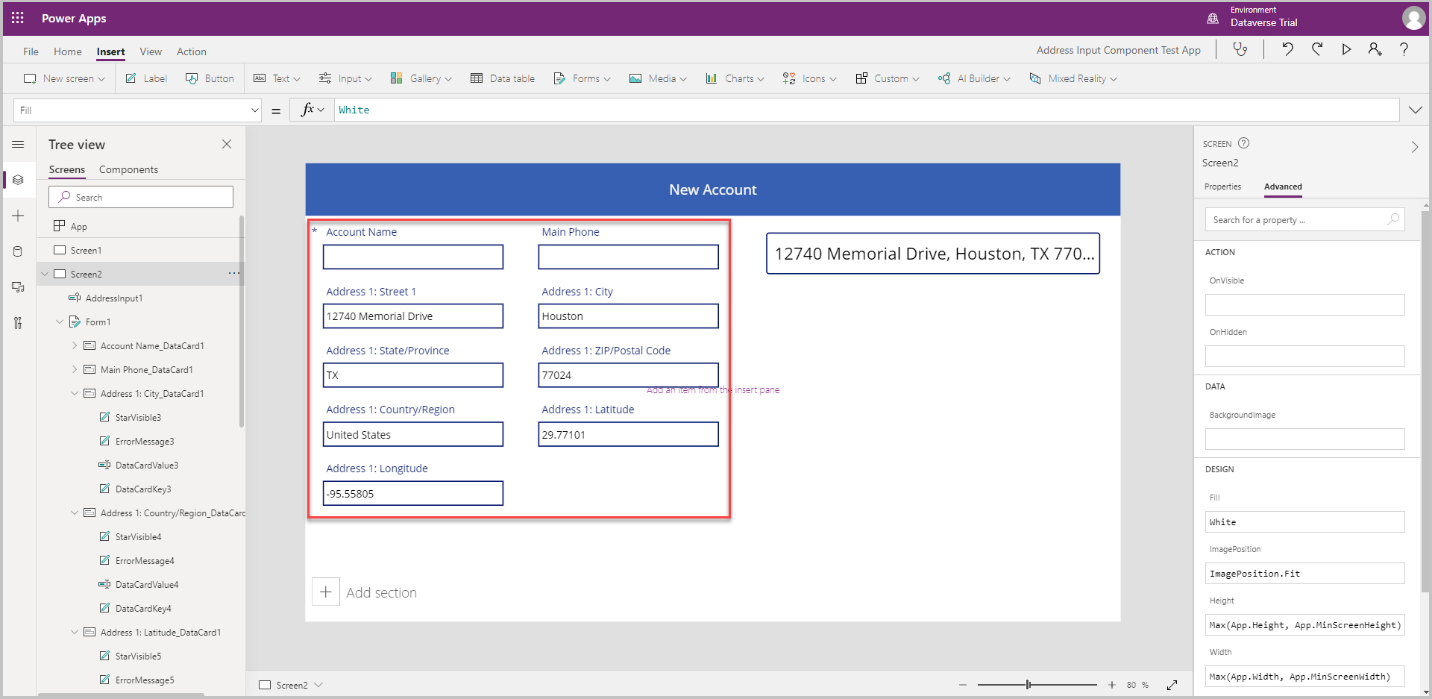 Power Apps
Environment
Dataverse Trial
File Home Insert View Action
Address Input Component Test App
New screen Label Button Text Input Gallery Data table Forms Media Charts Icons Custom AI Builder Mixed Reality
Fill = fx White
Tree view
Screens Components
Search
App
Screen1
Screen2
AddressInput1
Form1
Account Name_DataCard1
Main Phone_DataCard1
Address 1: City_DataCard1
StarVisible3
ErrorMessage3
DataCardValue3
DataCardKey3
Address 1: Country/Region_DataCard
StarVisible4
ErrorMessage4
DataCardValue4
DataCardKey4
Address 1: Latitude_DataCard1
StarVisible5
ErrorMessage5
New Account
* Account Name Main Phone
12740 Memorial Drive, Houston, TX 770...
Address 1: Street 1 Address 1: City
12740 Memorial Drive Houston
Address 1: State/Province Address 1: ZIP/Postal Code
TX 77024
Add an item from the insert pane
Address 1: Country/Region Address 1: Latitude
United States 29.77101
Address 1: Longitude
-95.55805
Add section
Screen2
80 %
SCREEN
Screen2
Properties Advanced
Search for a property ...
ACTION
OnVisible
OnHidden
DATA
BackgroundImage
DESIGN
Fill
White
ImagePosition
ImagePosition.Fit
Height
Max(App.Height, App.MinScreenHeight)
Width
Max(App.Width, App.MinScreenWidth)